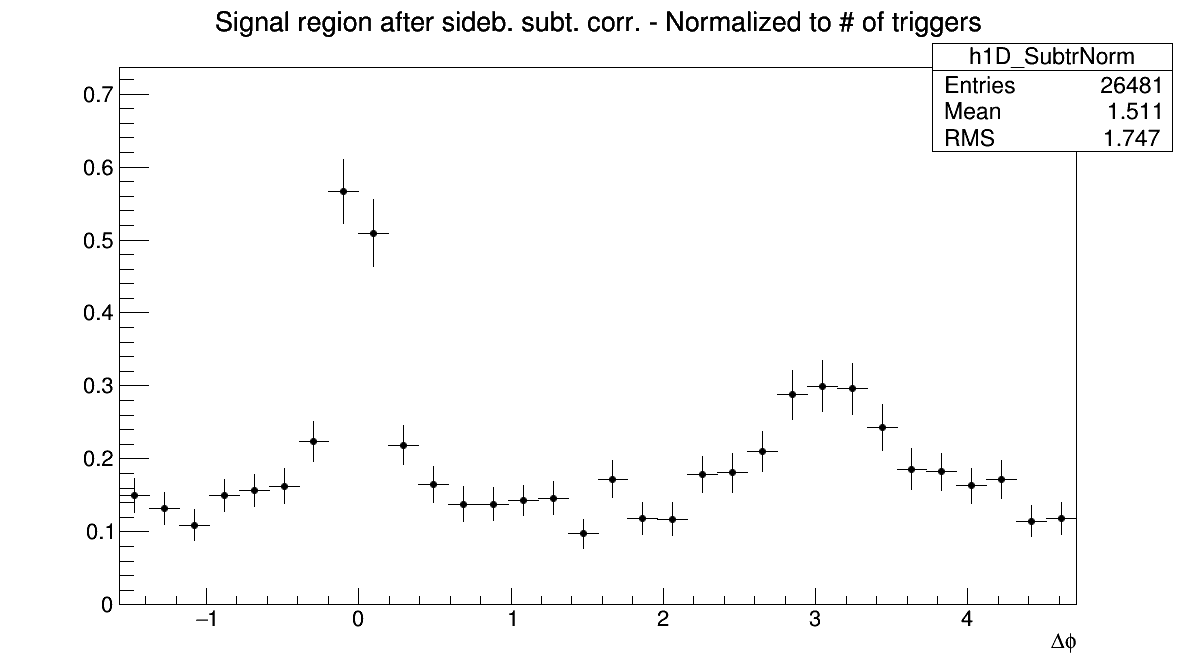 Signal region after sideb. subt. corr. - Normalized to # of triggers
h1D_SubtrNorm
Entries 26481
Mean 1.511
RMS 1.747
0.7
0.6
0.5
0.4
0.3
0.2
0.1
0
−1 0 1 2 3 4
Δϕ